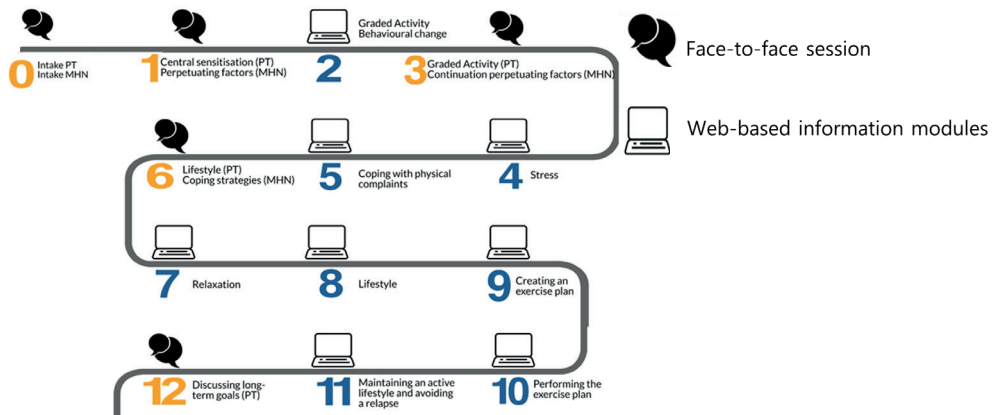 0 Intake PT
Intake MHN
1 Central sensitisation (PT)
Perpetuating factors (MHN)
2 Graded Activity
Behavioural change
3 Graded Activity (PT)
Continuation perpetuating factors (MHN)
Face-to-face session
Web-based information modules
6 Lifestyle (PT)
Coping strategies (MHN)
5 Coping with physical
complaints
4 Stress
7 Relaxation
8 Lifestyle
9 Creating an
exercise plan
12 Discussing long-
term goals (PT)
11 Maintaining an active
lifestyle and avoiding
a relapse
10 Performing the
exercise plan